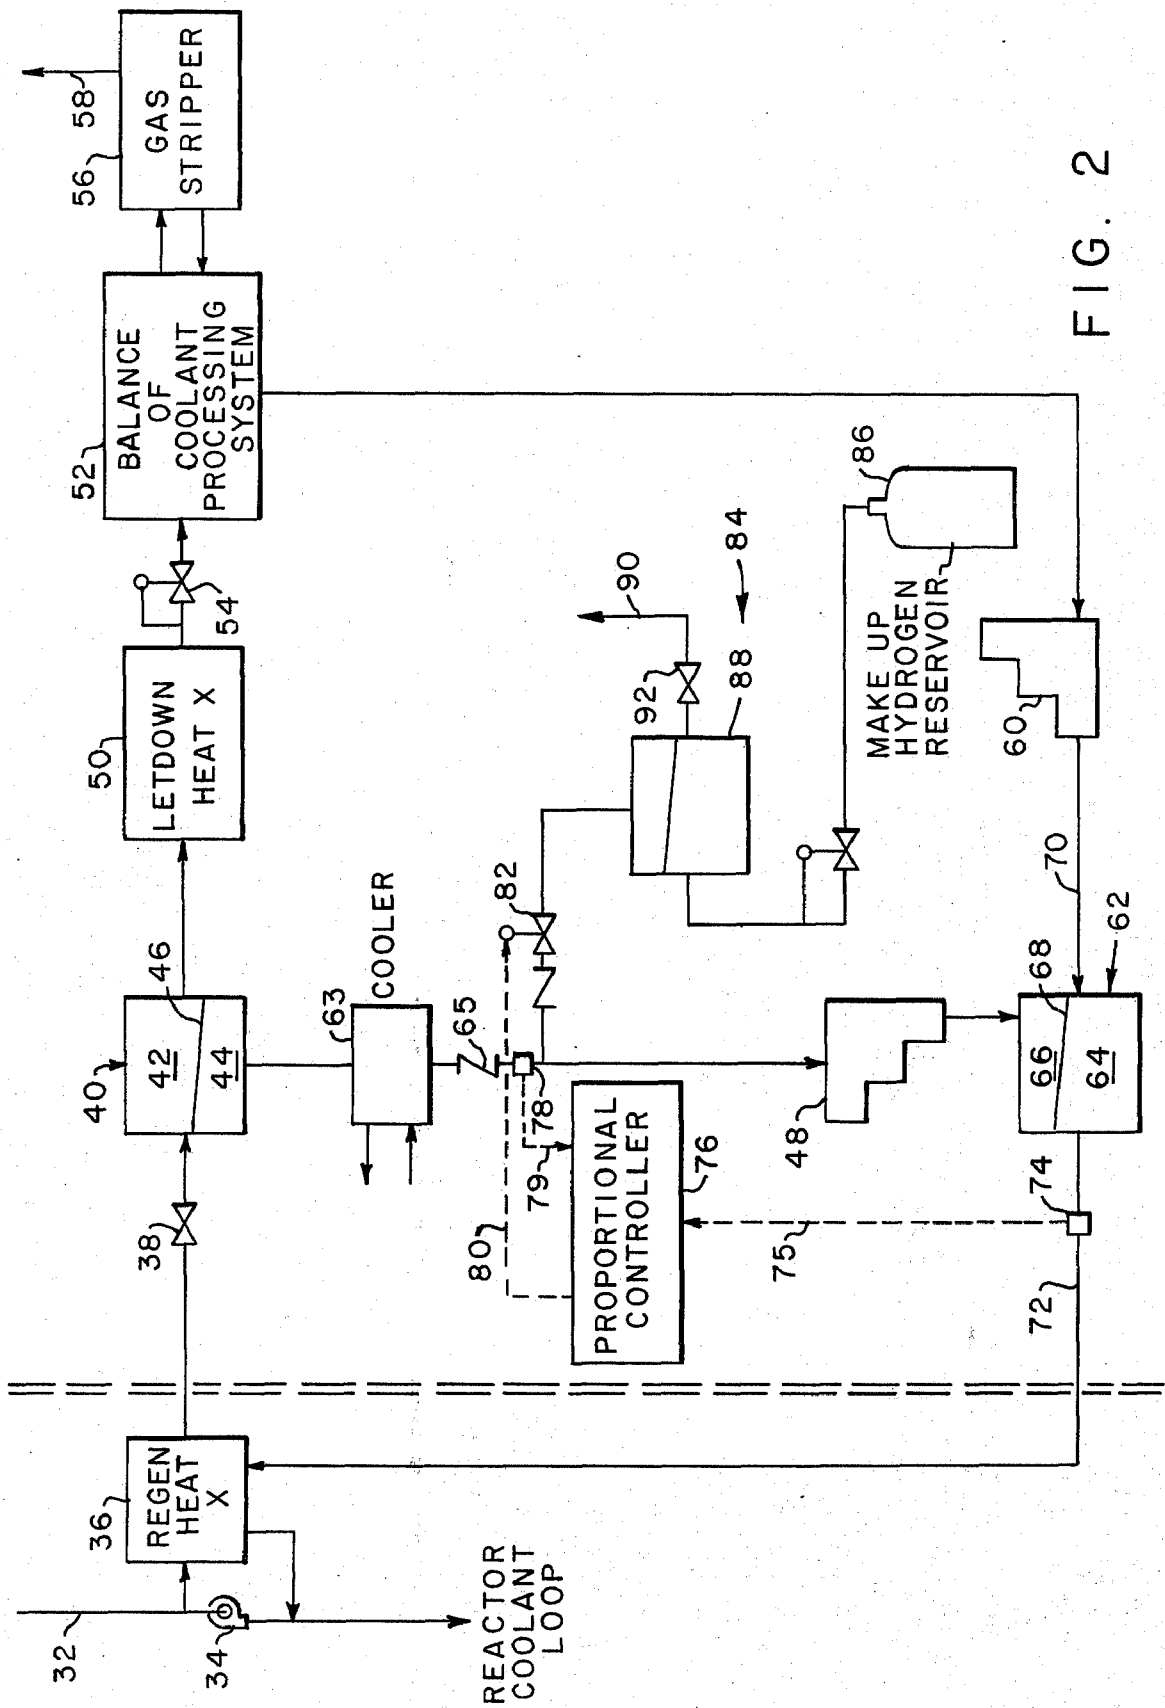 32
34
REACTOR
COOLANT
LOOP
36
REGEN
HEAT
X
38
40
42
44
46
50
LETDOWN
HEAT X
54
52
BALANCE
OF
COOLANT
PROCESSING
SYSTEM
56
GAS
STRIPPER
58
63
COOLER
65
78
79
80
82
PROPORTIONAL
CONTROLLER
76
75
88
92
90
84
86
MAKE UP
HYDROGEN
RESERVOIR
48
60
70
62
66
68
64
74
72
FIG. 2